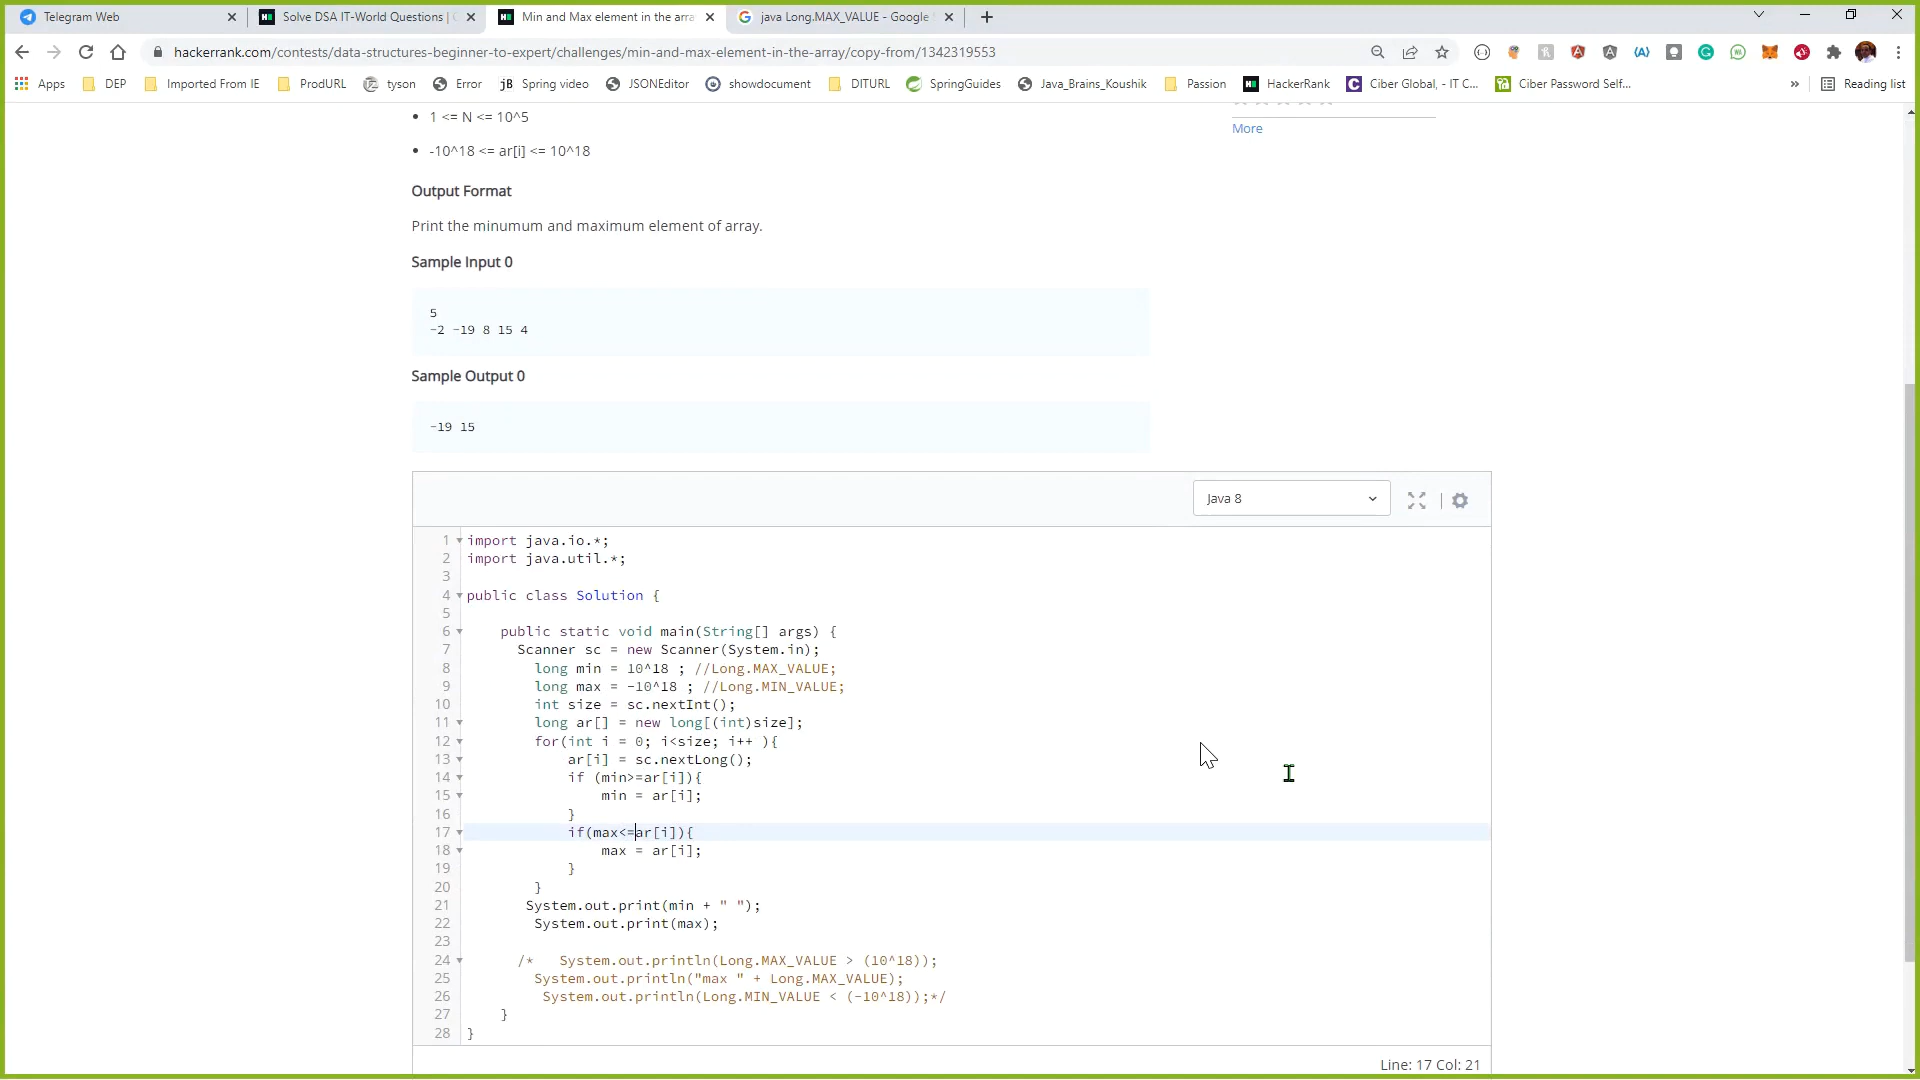 Telegram Web
Solve DSA IT-World Questions | C
Min and Max element in the arra
java Long.MAX_VALUE - Google
hackerrank.com/contests/data-structures-beginner-to-expert/challenges/min-and-max-element-in-the-array/copy-from/1342319553
Apps DEP Imported From IE ProdURL tyson Error jB Spring video JSONEditor showdocument DITURL SpringGuides Java_Brains_Koushik Passion HackerRank Ciber Global, - IT C... Ciber Password Self... » Reading list
More
• 1 <= N <= 10^5
• -10^18 <= ar[i] <= 10^18
Output Format
Print the minumum and maximum element of array.
Sample Input 0
5
-2 -19 8 15 4
Sample Output 0
-19 15
Java 8
1 import java.io.*;
2 import java.util.*;
3
4 public class Solution {
5
6 public static void main(String[] args) {
7 Scanner sc = new Scanner(System.in);
8 long min = 10^18 ; //Long.MAX_VALUE;
9 long max = -10^18 ; //Long.MIN_VALUE;
10 int size = sc.nextInt();
11 long ar[] = new long[(int)size];
12 for(int i = 0; i<size; i++ ){
13 ar[i] = sc.nextLong();
14 if (min>=ar[i]){
15 min = ar[i];
16 }
17 if(max<=ar[i]){
18 max = ar[i];
19 }
20 }
21 System.out.print(min + " ");
22 System.out.print(max);
23
24 /* System.out.println(Long.MAX_VALUE > (10^18));
25 System.out.println("max " + Long.MAX_VALUE);
26 System.out.println(Long.MIN_VALUE < (-10^18));*/
27 }
28 }
Line: 17 Col: 21